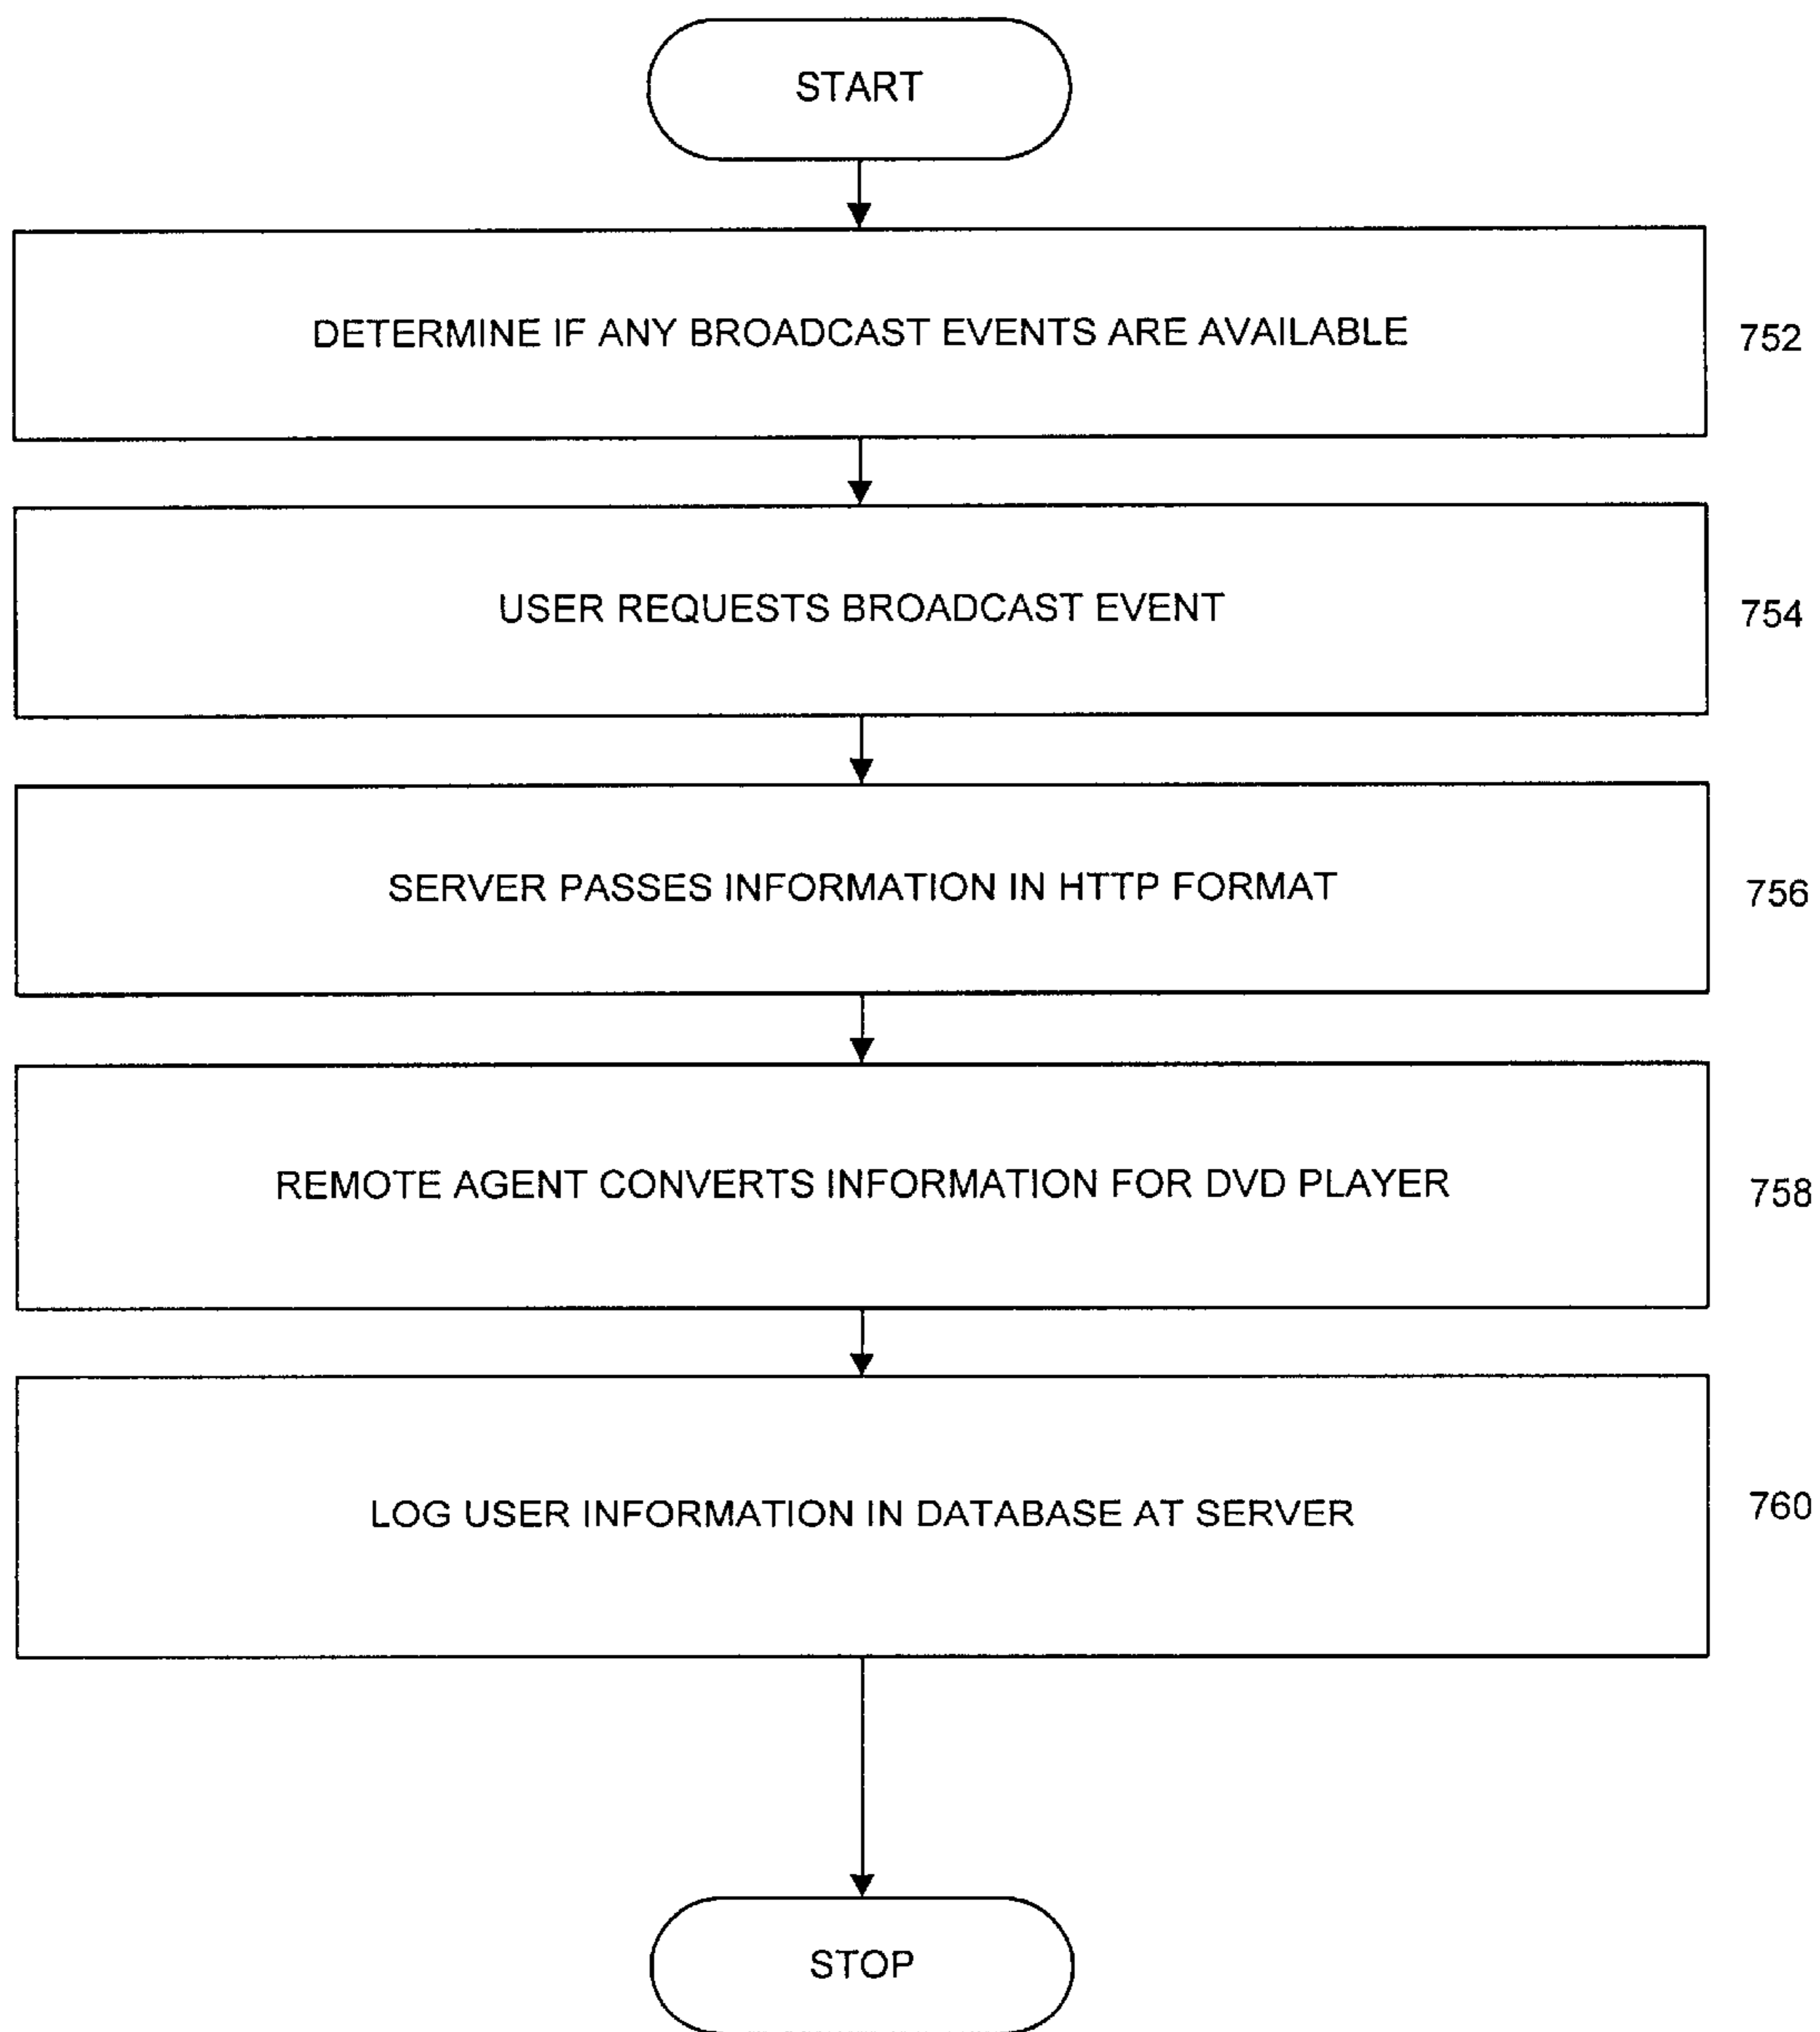 START
DETERMINE IF ANY BROADCAST EVENTS ARE AVAILABLE
752
USER REQUESTS BROADCAST EVENT
754
SERVER PASSES INFORMATION IN HTTP FORMAT
756
REMOTE AGENT CONVERTS INFORMATION FOR DVD PLAYER
758
LOG USER INFORMATION IN DATABASE AT SERVER
760
STOP